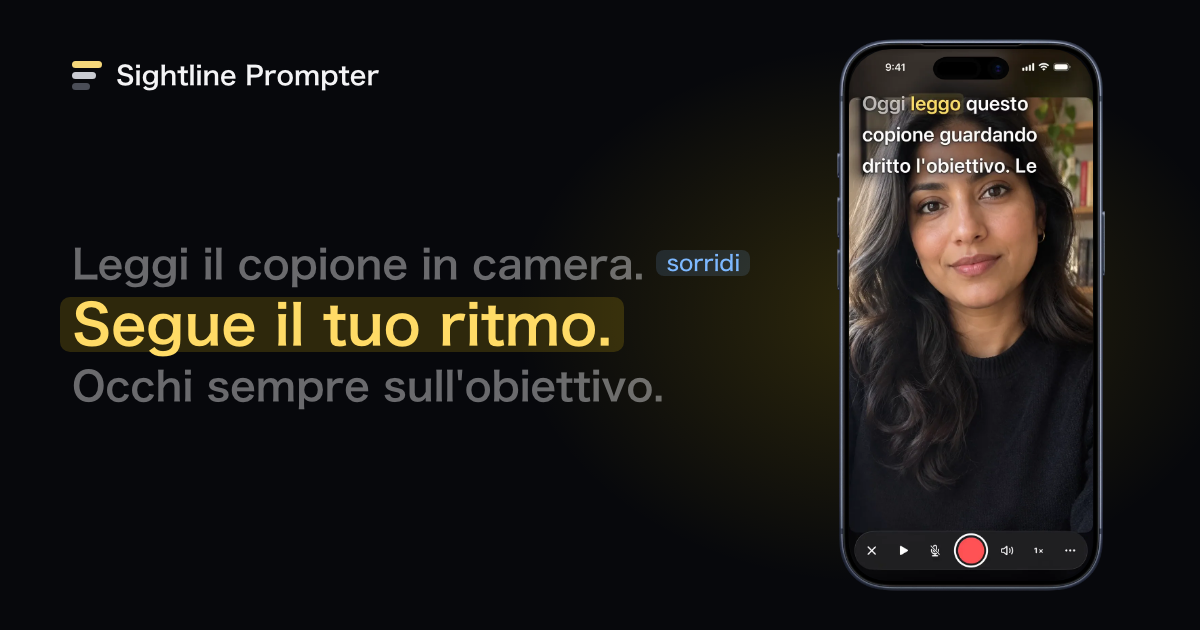 Sightline Prompter
Leggi il copione in camera. sorridi
Segue il tuo ritmo.
Occhi sempre sull'obiettivo.
9:41
Oggi leggo questo
copione guardando
dritto l'obiettivo. Le
1×